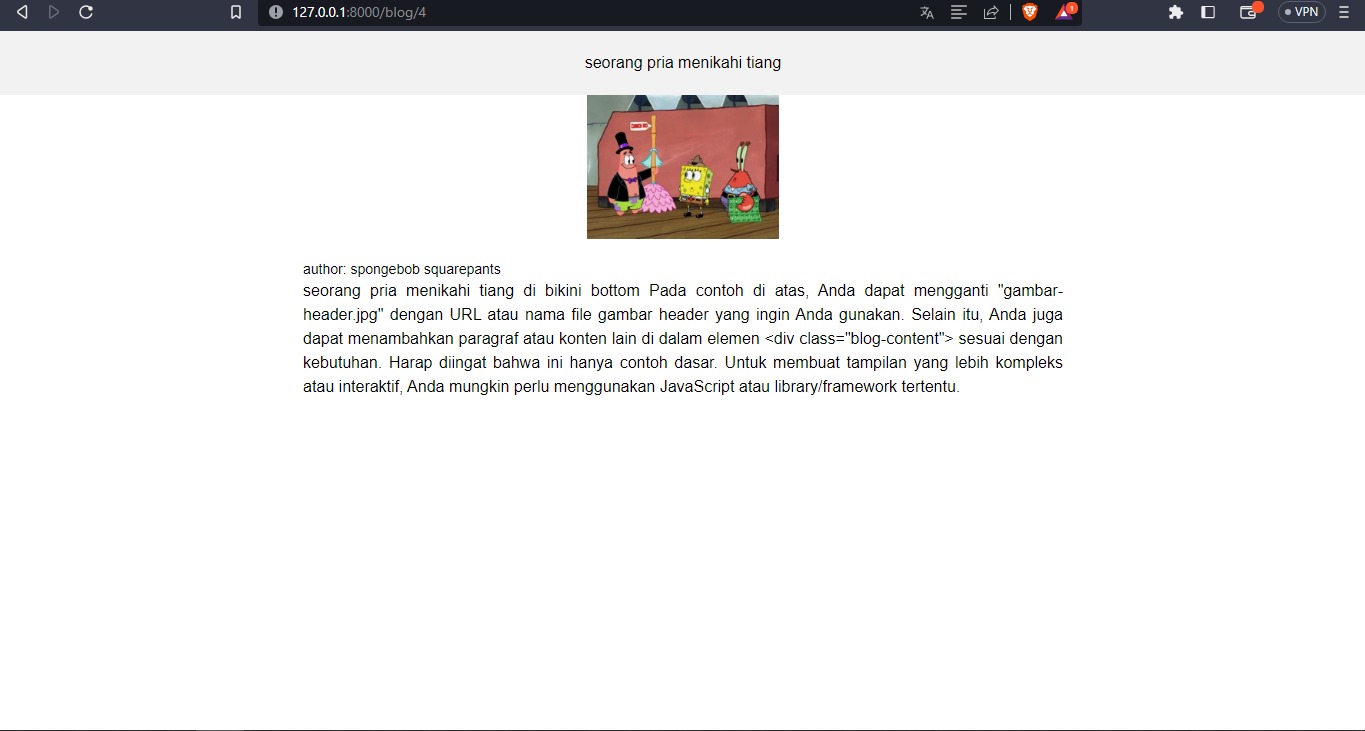 127.0.0.1:8000/blog/4
1
VPN
seorang pria menikahi tiang
author: spongebob squarepants
seorang pria menikahi tiang di bikini bottom Pada contoh di atas, Anda dapat mengganti "gambar-
header.jpg" dengan URL atau nama file gambar header yang ingin Anda gunakan. Selain itu, Anda juga
dapat menambahkan paragraf atau konten lain di dalam elemen <div class="blog-content"> sesuai dengan
kebutuhan. Harap diingat bahwa ini hanya contoh dasar. Untuk membuat tampilan yang lebih kompleks
atau interaktif, Anda mungkin perlu menggunakan JavaScript atau library/framework tertentu.